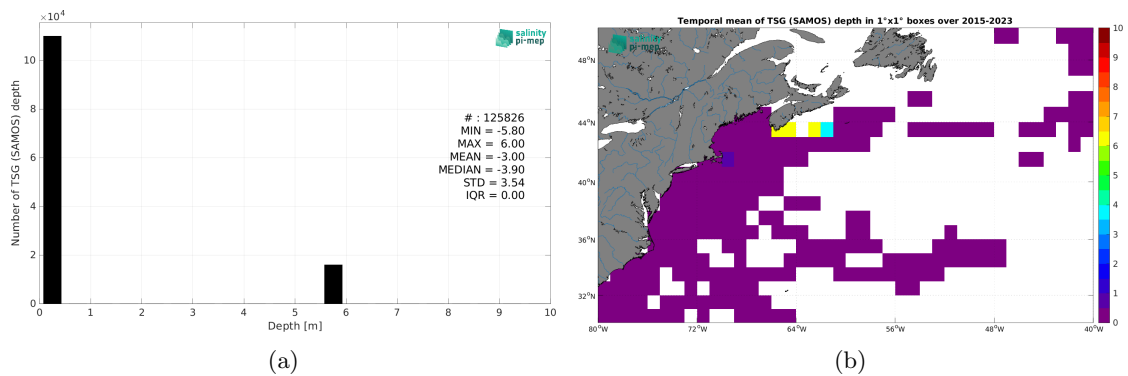 ×10⁴
salinity
pi-mep
# : 125826
MIN = -5.80
MAX = 6.00
MEAN = -3.00
MEDIAN = -3.90
STD = 3.54
IQR = 0.00
Number of TSG (SAMOS) depth
10
8
6
4
2
0
0 1 2 3 4 5 6 7 8 9 10
Depth [m]
(a)
Temporal mean of TSG (SAMOS) depth in 1°x1° boxes over 2015-2023
salinity
pi-mep
48°N
44°N
40°N
36°N
32°N
80°W 72°W 64°W 56°W 48°W 40°W
10
9
8
7
6
5
4
3
2
1
0
(b)